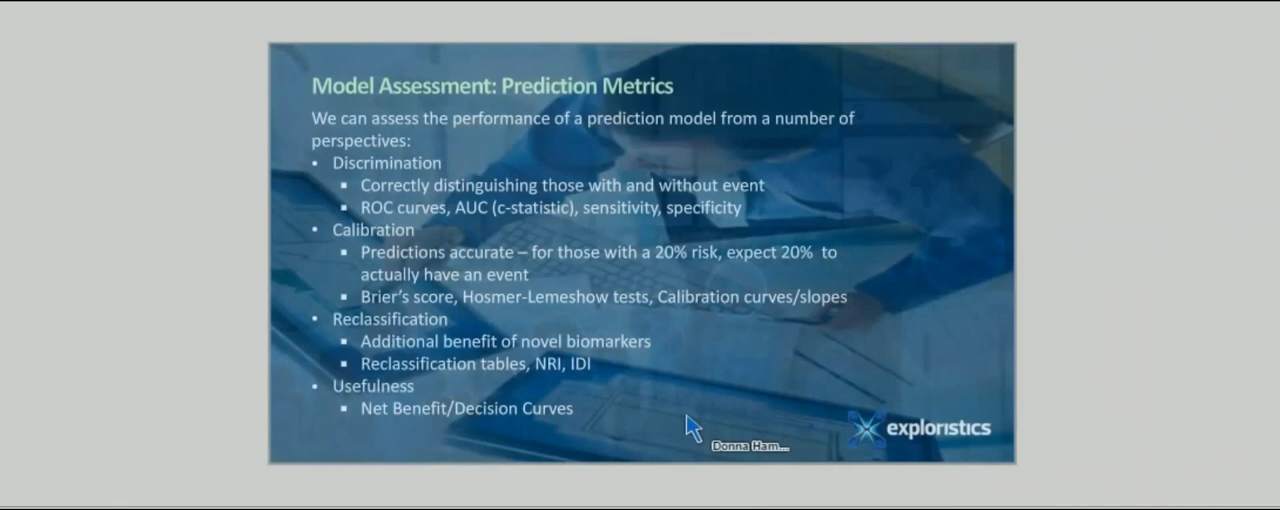 Model Assessment: Prediction Metrics
We can assess the performance of a prediction model from a number of
perspectives:
• Discrimination
▪ Correctly distinguishing those with and without event
▪ ROC curves, AUC (c-statistic), sensitivity, specificity
• Calibration
▪ Predictions accurate – for those with a 20% risk, expect 20% to
actually have an event
▪ Brier's score, Hosmer-Lemeshow tests, Calibration curves/slopes
• Reclassification
▪ Additional benefit of novel biomarkers
▪ Reclassification tables, NRI, IDI
• Usefulness
▪ Net Benefit/Decision Curves
exploristics
Donna Ham...